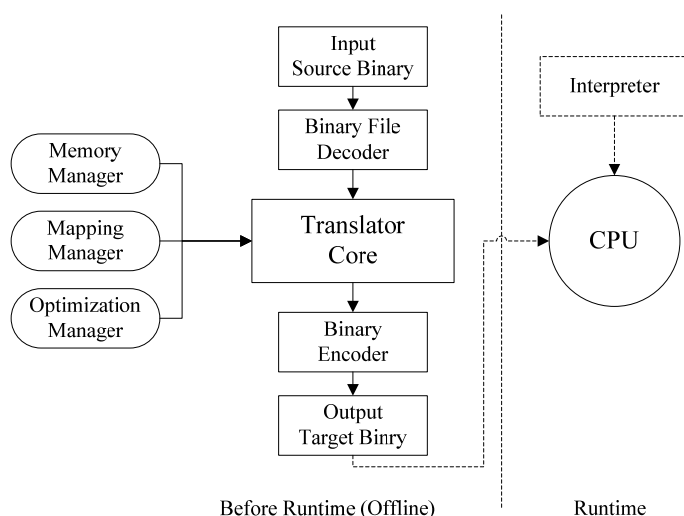 Input
Source Binary
Interpreter
Binary File
Decoder
Memory
Manager
Translator
Core
Mapping
Manager
CPU
Optimization
Manager
Binary
Encoder
Output
Target Binry
Before Runtime (Offline)
Runtime